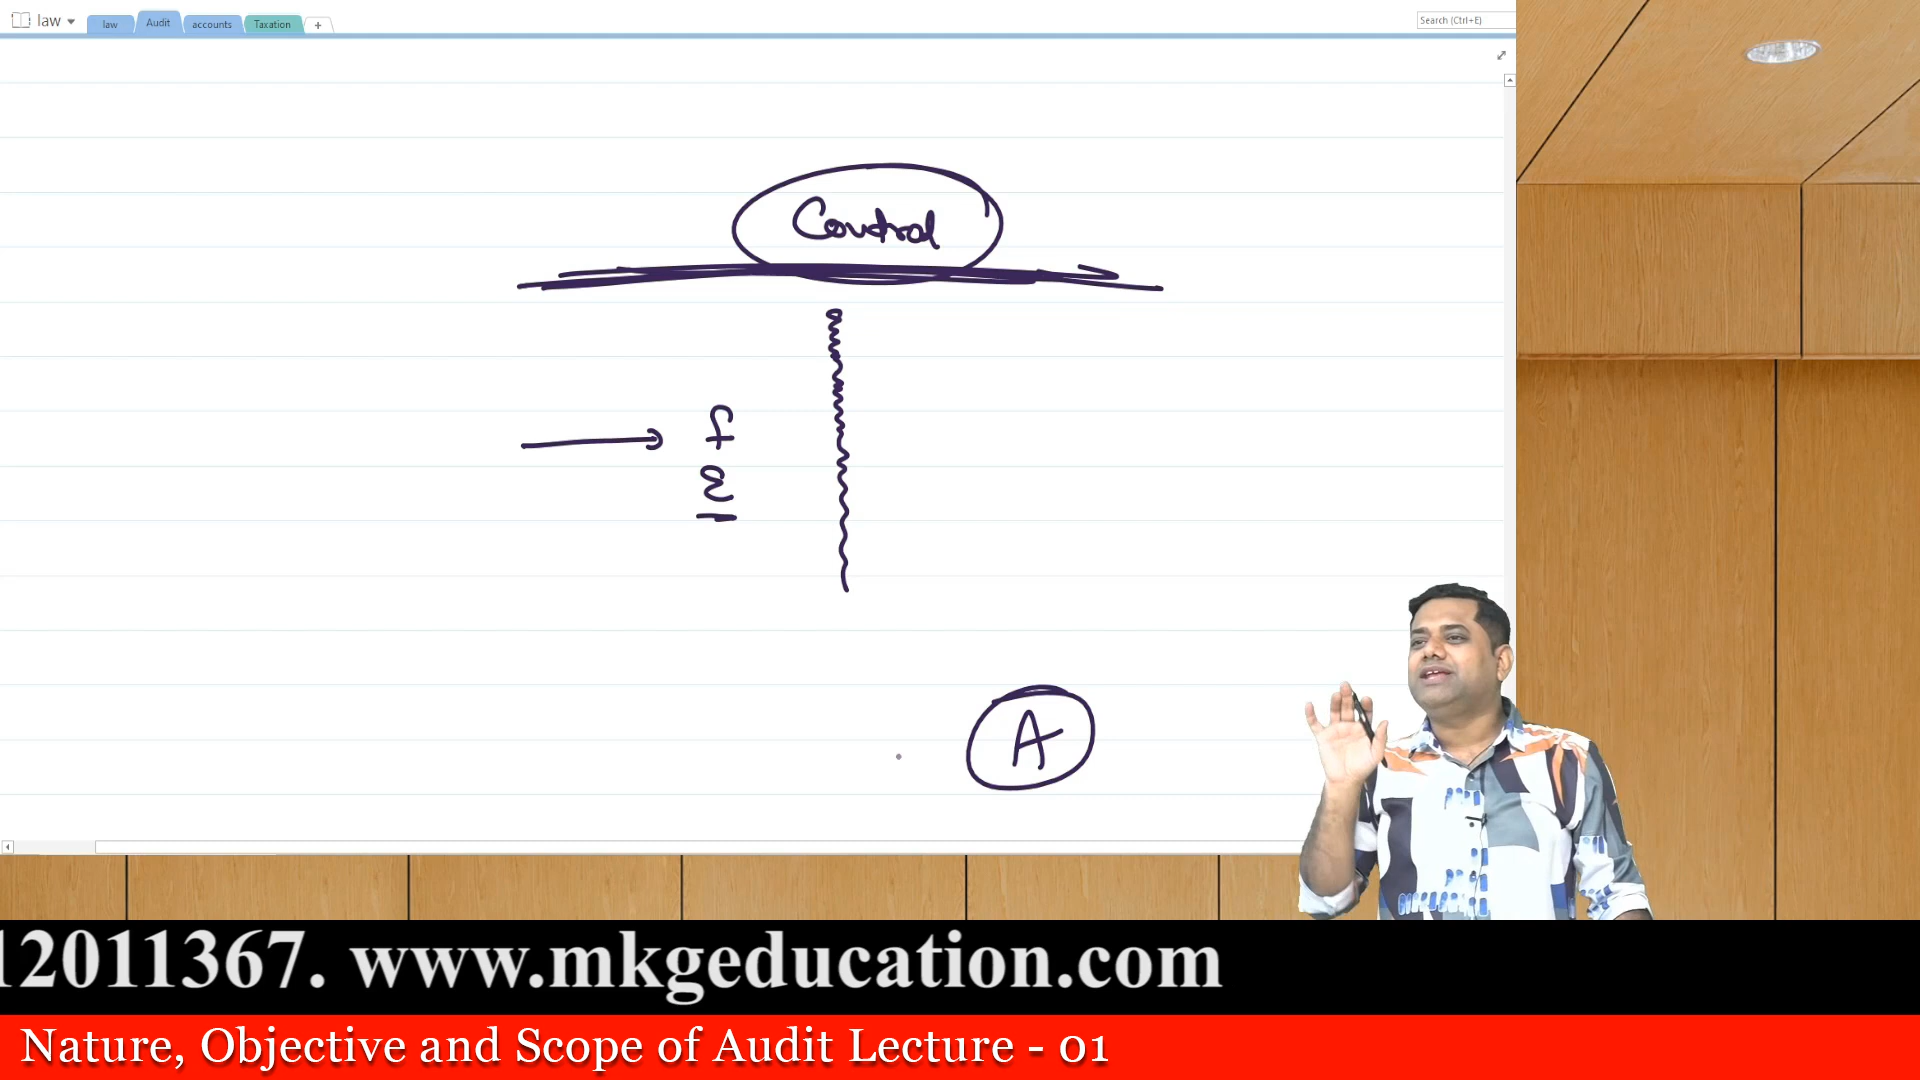 law
law Audit accounts Taxation +
Search (Ctrl+E)
Control
f
E
A
12011367. www.mkgeducation.com
Nature, Objective and Scope of Audit Lecture - 01